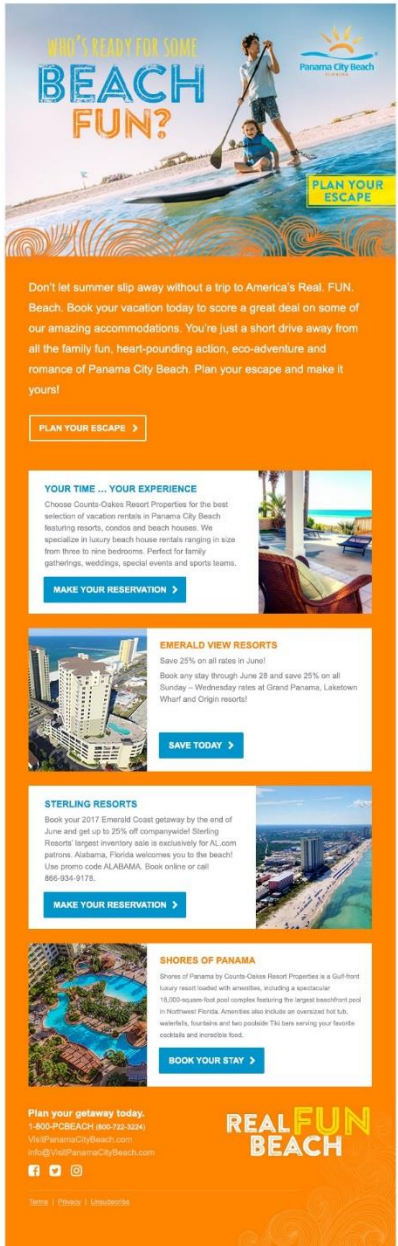 WHO'S READY FOR SOME
BEACH
FUN?
Panama City Beach
FLORIDA
PLAN YOUR
ESCAPE
Don't let summer slip away without a trip to America's Real. FUN.
Beach. Book your vacation today to score a great deal on some of
our amazing accommodations. You're just a short drive away from
all the family fun, heart-pounding action, eco-adventure and
romance of Panama City Beach. Plan your escape and make it
yours!
PLAN YOUR ESCAPE >
YOUR TIME ... YOUR EXPERIENCE
Choose Counts-Oakes Resort Properties for the best
selection of vacation rentals in Panama City Beach
featuring resorts, condos and beach houses. We
specialize in luxury beach house rentals ranging in size
from three to nine bedrooms. Perfect for family
gatherings, weddings, special events and sports teams.
MAKE YOUR RESERVATION >
EMERALD VIEW RESORTS
Save 25% on all rates in June!
Book any stay through June 28 and save 25% on all
Sunday – Wednesday rates at Grand Panama, Laketown
Wharf and Origin resorts!
SAVE TODAY >
STERLING RESORTS
Book your 2017 Emerald Coast getaway by the end of
June and get up to 25% off companywide! Sterling
Resorts' largest inventory sale is exclusively for AL.com
patrons. Alabama, Florida welcomes you to the beach!
Use promo code ALABAMA. Book online or call
866-934-9178.
MAKE YOUR RESERVATION >
SHORES OF PANAMA
Shores of Panama by Counts-Oakes Resort Properties is a Gulf-front
luxury resort loaded with amenities, including a spectacular
18,000-square-foot pool complex featuring the largest beachfront pool
in Northwest Florida. Amenities also include an oversized hot tub,
waterfalls, fountains and two poolside Tiki bars serving your favorite
cocktails and incredible food.
BOOK YOUR STAY >
Plan your getaway today.
1-800-PCBEACH (800-722-3224)
VisitPanamaCityBeach.com
info@VisitPanamaCityBeach.com
REAL FUN
BEACH
Terms | Privacy | Unsubscribe